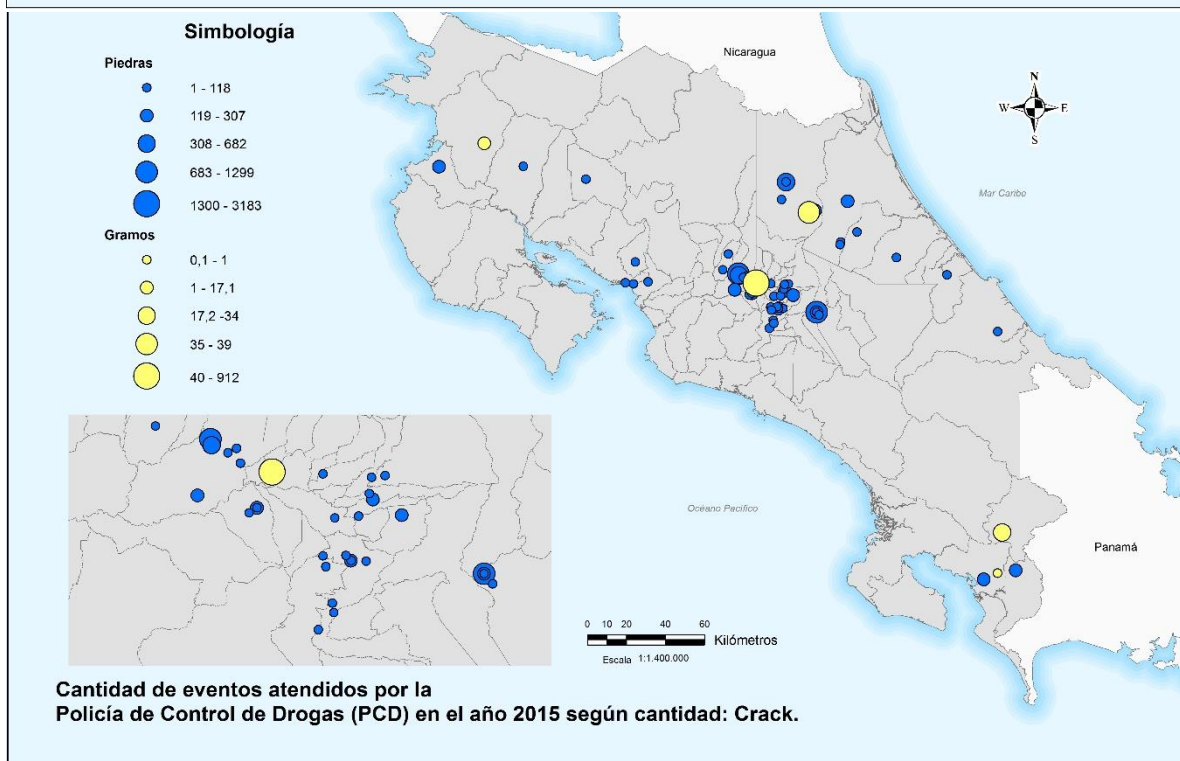 Simbología
Piedras
1 - 118
119 - 307
308 - 682
683 - 1299
1300 - 3183
Gramos
0,1 - 1
1 - 17,1
17,2 -34
35 - 39
40 - 912
Nicaragua
N
W E
S
Mar Caribe
Océano Pacífico
Panamá
0 10 20 40 60
Kilómetros
Escala 1:1.400.000
Cantidad de eventos atendidos por la
Policía de Control de Drogas (PCD) en el año 2015 según cantidad: Crack.